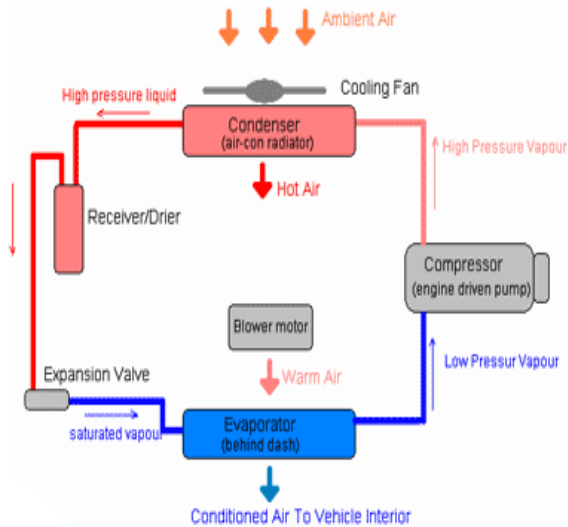 Ambient Air
Cooling Fan
High pressure liquid
Condenser
(air-con radiator)
High Pressure Vapour
Hot Air
Receiver/Drier
Compressor
(engine driven pump)
Blower motor
Expansion Valve
Warm Air
Low Pressur Vapour
saturated vapour
Evaporator
(behind dash)
Conditioned Air To Vehicle Interior